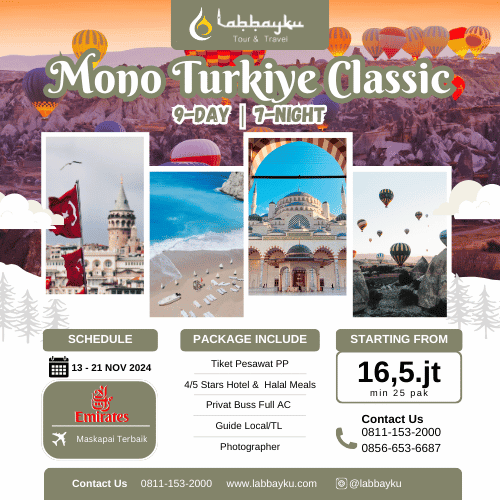 Labbayku
Tour & Travel
Mono Turkiye Classic
9-DAY | 7-NIGHT
SCHEDULE
13 - 21 NOV 2024
Emirates
Maskapai Terbaik
PACKAGE INCLUDE
Tiket Pesawat PP
4/5 Stars Hotel & Halal Meals
Privat Buss Full AC
Guide Local/TL
Photographer
STARTING FROM
16,5.jt
min 25 pak
Contact Us
0811-153-2000
0856-653-6687
Contact Us 0811-153-2000 www.labbayku.com @labbayku